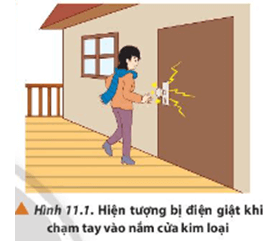 Hình 11.1. Hiện tượng bị điện giật khi
chạm tay vào nắm cửa kim loại